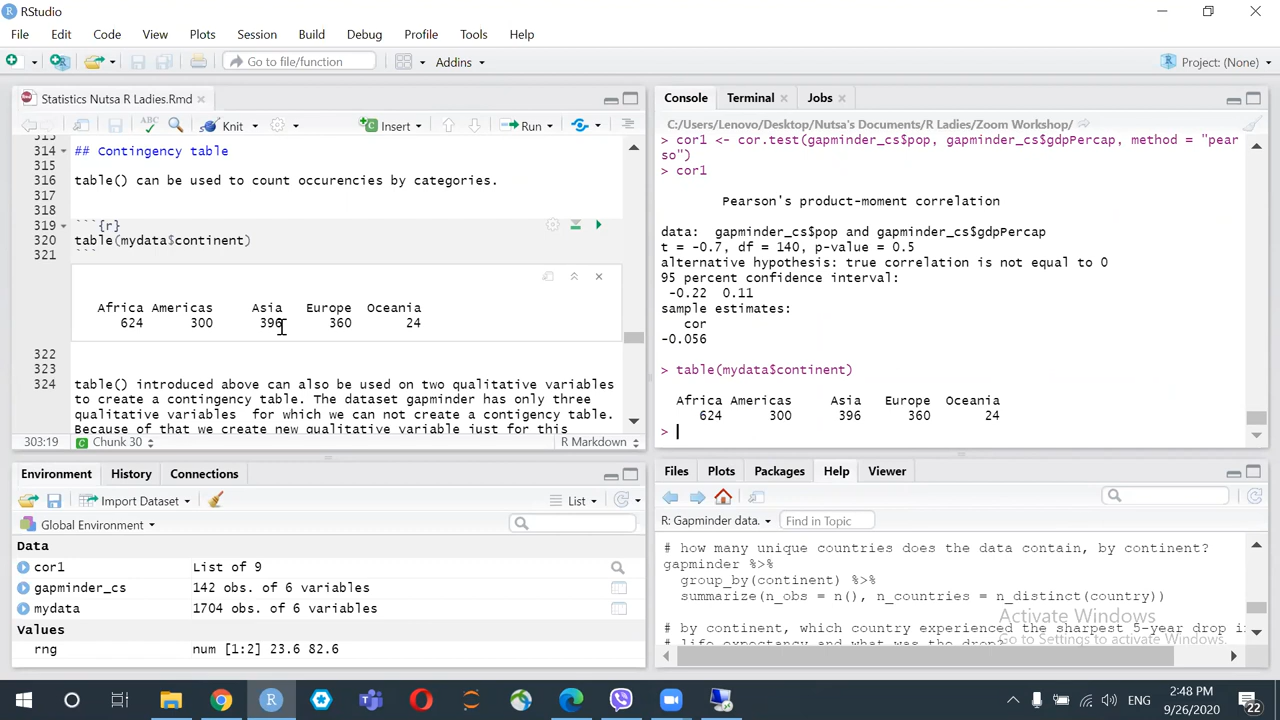 RStudio
File Edit Code View Plots Session Build Debug Profile Tools Help
Go to file/function Addins Project: (None)
Statistics Nutsa R Ladies.Rmd
ABC Knit Insert Run
314 ## Contingency table
315
316 table() can be used to count occurencies by categories.
317
318
319 ```{r}
320 table(mydata$continent)
321 ```
Africa Americas Asia Europe Oceania
624 300 396 360 24
322
323
324 table() introduced above can also be used on two qualitative variables
to create a contingency table. The dataset gapminder has only three
qualitative variables for which we can not create a contigency table.
Because of that we create new qualitative variable just for this
303:19 Chunk 30 R Markdown
Environment History Connections
Import Dataset List
Global Environment
Data
cor1 List of 9
gapminder_cs 142 obs. of 6 variables
mydata 1704 obs. of 6 variables
Values
rng num [1:2] 23.6 82.6
Console Terminal Jobs
C:/Users/Lenovo/Desktop/Nutsa's Documents/R Ladies/Zoom Workshop/
> cor1 <- cor.test(gapminder_cs$pop, gapminder_cs$gdpPercap, method = "pear
so")
> cor1
Pearson's product-moment correlation
data: gapminder_cs$pop and gapminder_cs$gdpPercap
t = -0.7, df = 140, p-value = 0.5
alternative hypothesis: true correlation is not equal to 0
95 percent confidence interval:
-0.22 0.11
sample estimates:
cor
-0.056
> table(mydata$continent)
Africa Americas Asia Europe Oceania
624 300 396 360 24
>
Files Plots Packages Help Viewer
R: Gapminder data. Find in Topic
# how many unique countries does the data contain, by continent?
gapminder %>%
group_by(continent) %>%
summarize(n_obs = n(), n_countries = n_distinct(country))
# by continent, which country experienced the sharpest 5-year drop i
# life expectancy and what was the drop?
Activate Windows
Go to Settings to activate Windows.
ENG
2:48 PM
9/26/2020
22